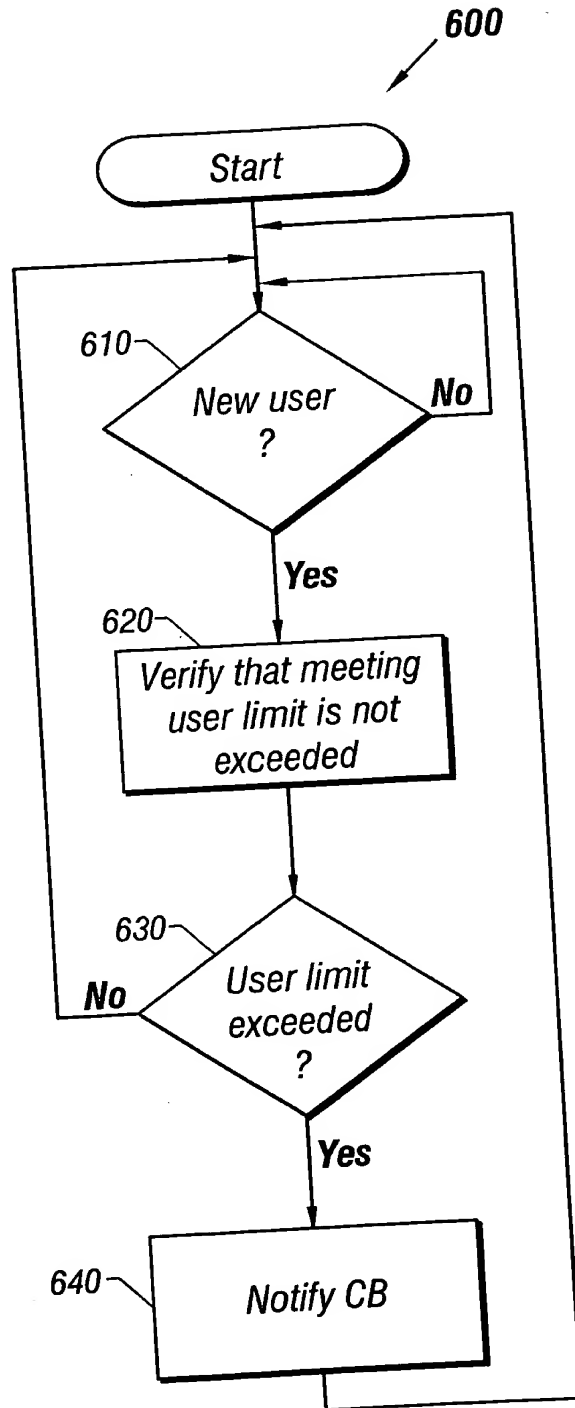 600
Start
610
New user
?
No
Yes
620
Verify that meeting
user limit is not
exceeded
630
User limit
exceeded
?
No
Yes
640
Notify CB